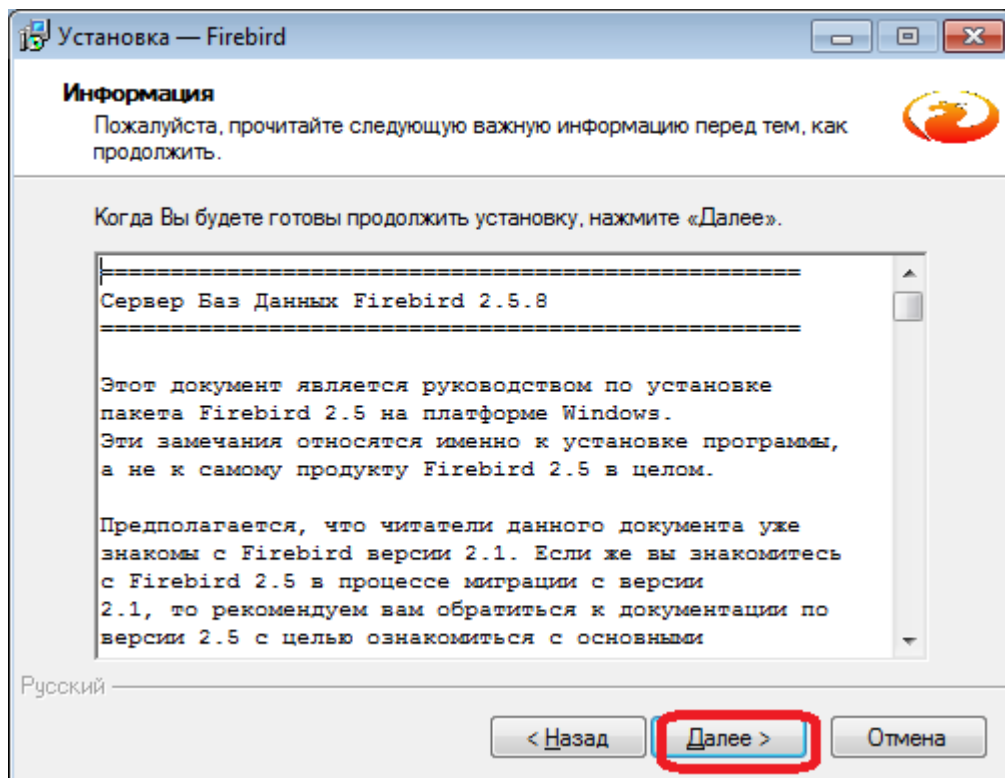 Установка — Firebird
Информация
Пожалуйста, прочитайте следующую важную информацию перед тем, как
продолжить.
Когда Вы будете готовы продолжить установку, нажмите «Далее».
====================================================
Сервер Баз Данных Firebird 2.5.8
====================================================
Этот документ является руководством по установке
пакета Firebird 2.5 на платформе Windows.
Эти замечания относятся именно к установке программы,
а не к самому продукту Firebird 2.5 в целом.
Предполагается, что читатели данного документа уже
знакомы с Firebird версии 2.1. Если же вы знакомитесь
с Firebird 2.5 в процессе миграции с версии
2.1, то рекомендуем вам обратиться к документации по
версии 2.5 с целью ознакомиться с основными
Русский
< Назад Далее > Отмена